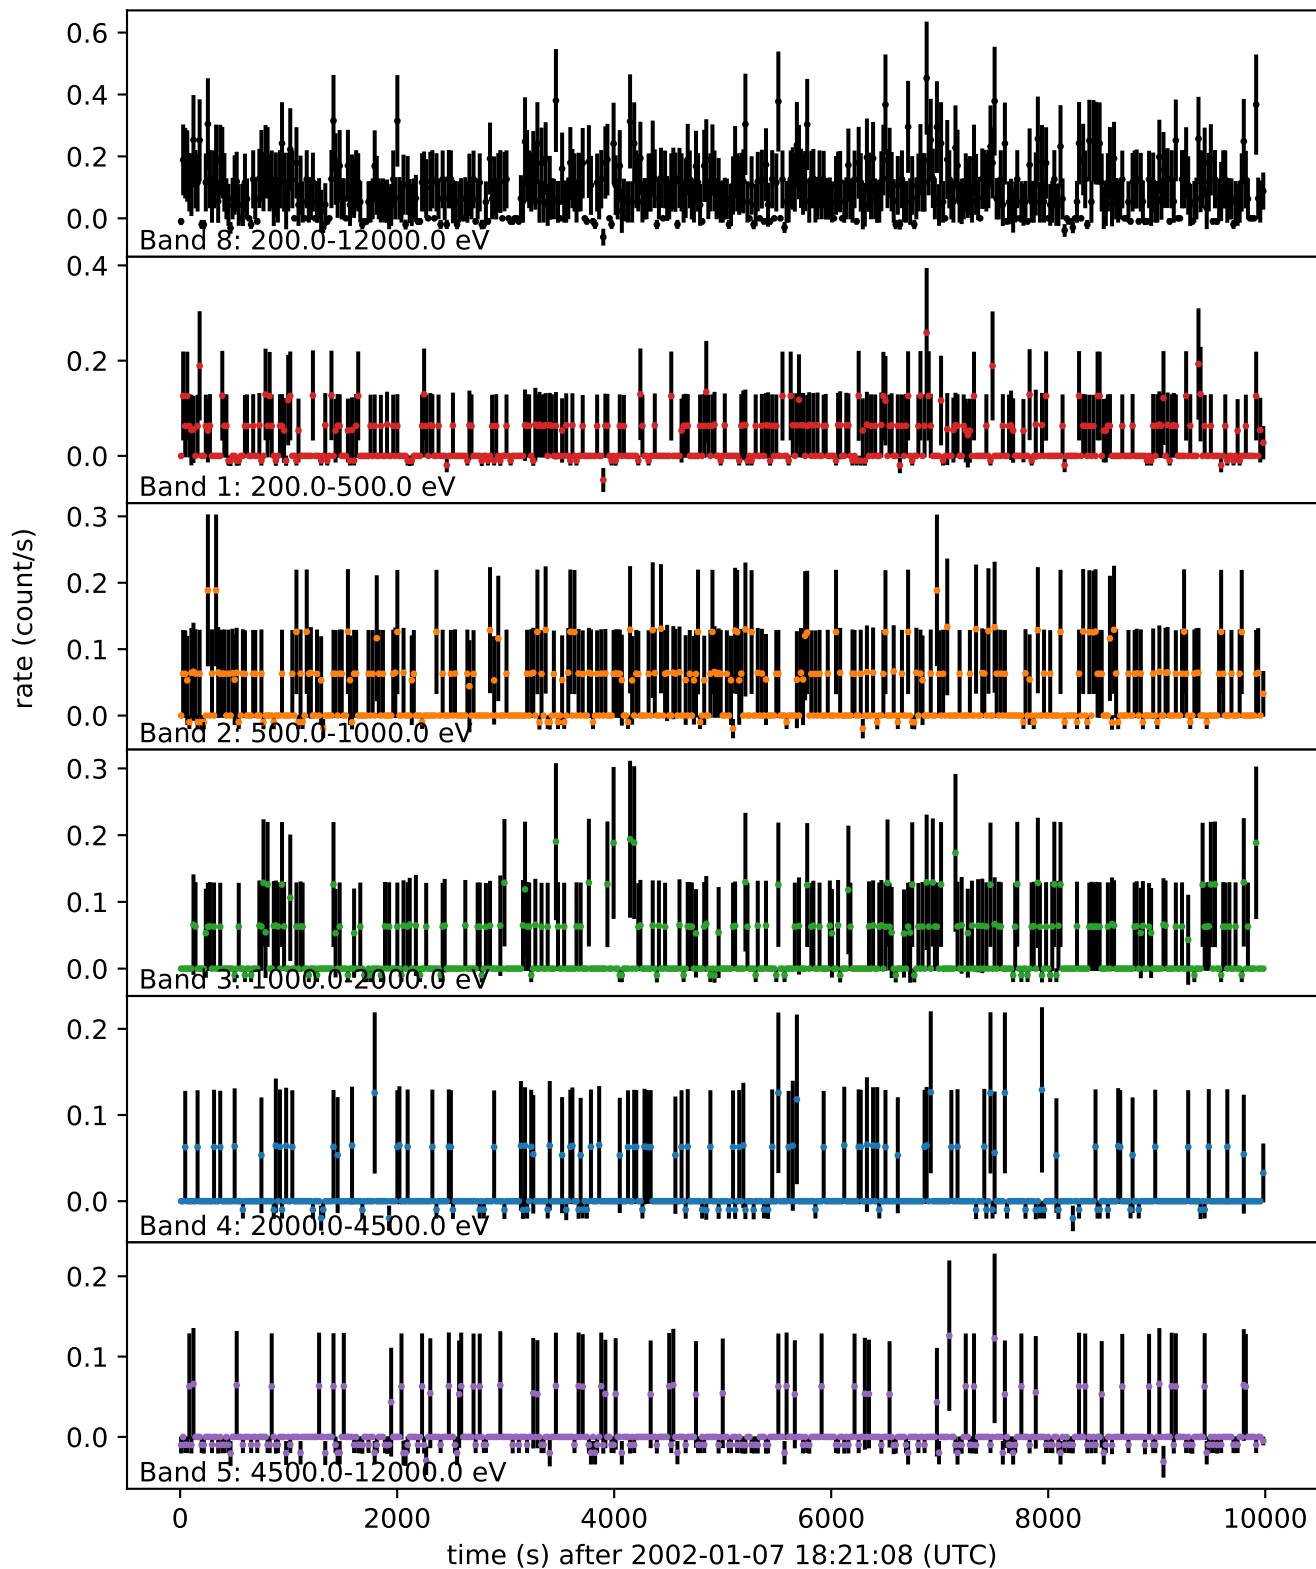 0.6
0.4
0.2
0.0
Band 8: 200.0-12000.0 eV
0.4
0.2
0.0
Band 1: 200.0-500.0 eV
0.3
0.2
0.1
0.0
Band 2: 500.0-1000.0 eV
rate (count/s)
0.3
0.2
0.1
0.0
Band 3: 1000.0-2000.0 eV
0.2
0.1
0.0
Band 4: 2000.0-4500.0 eV
0.2
0.1
0.0
Band 5: 4500.0-12000.0 eV
0 2000 4000 6000 8000 10000
time (s) after 2002-01-07 18:21:08 (UTC)